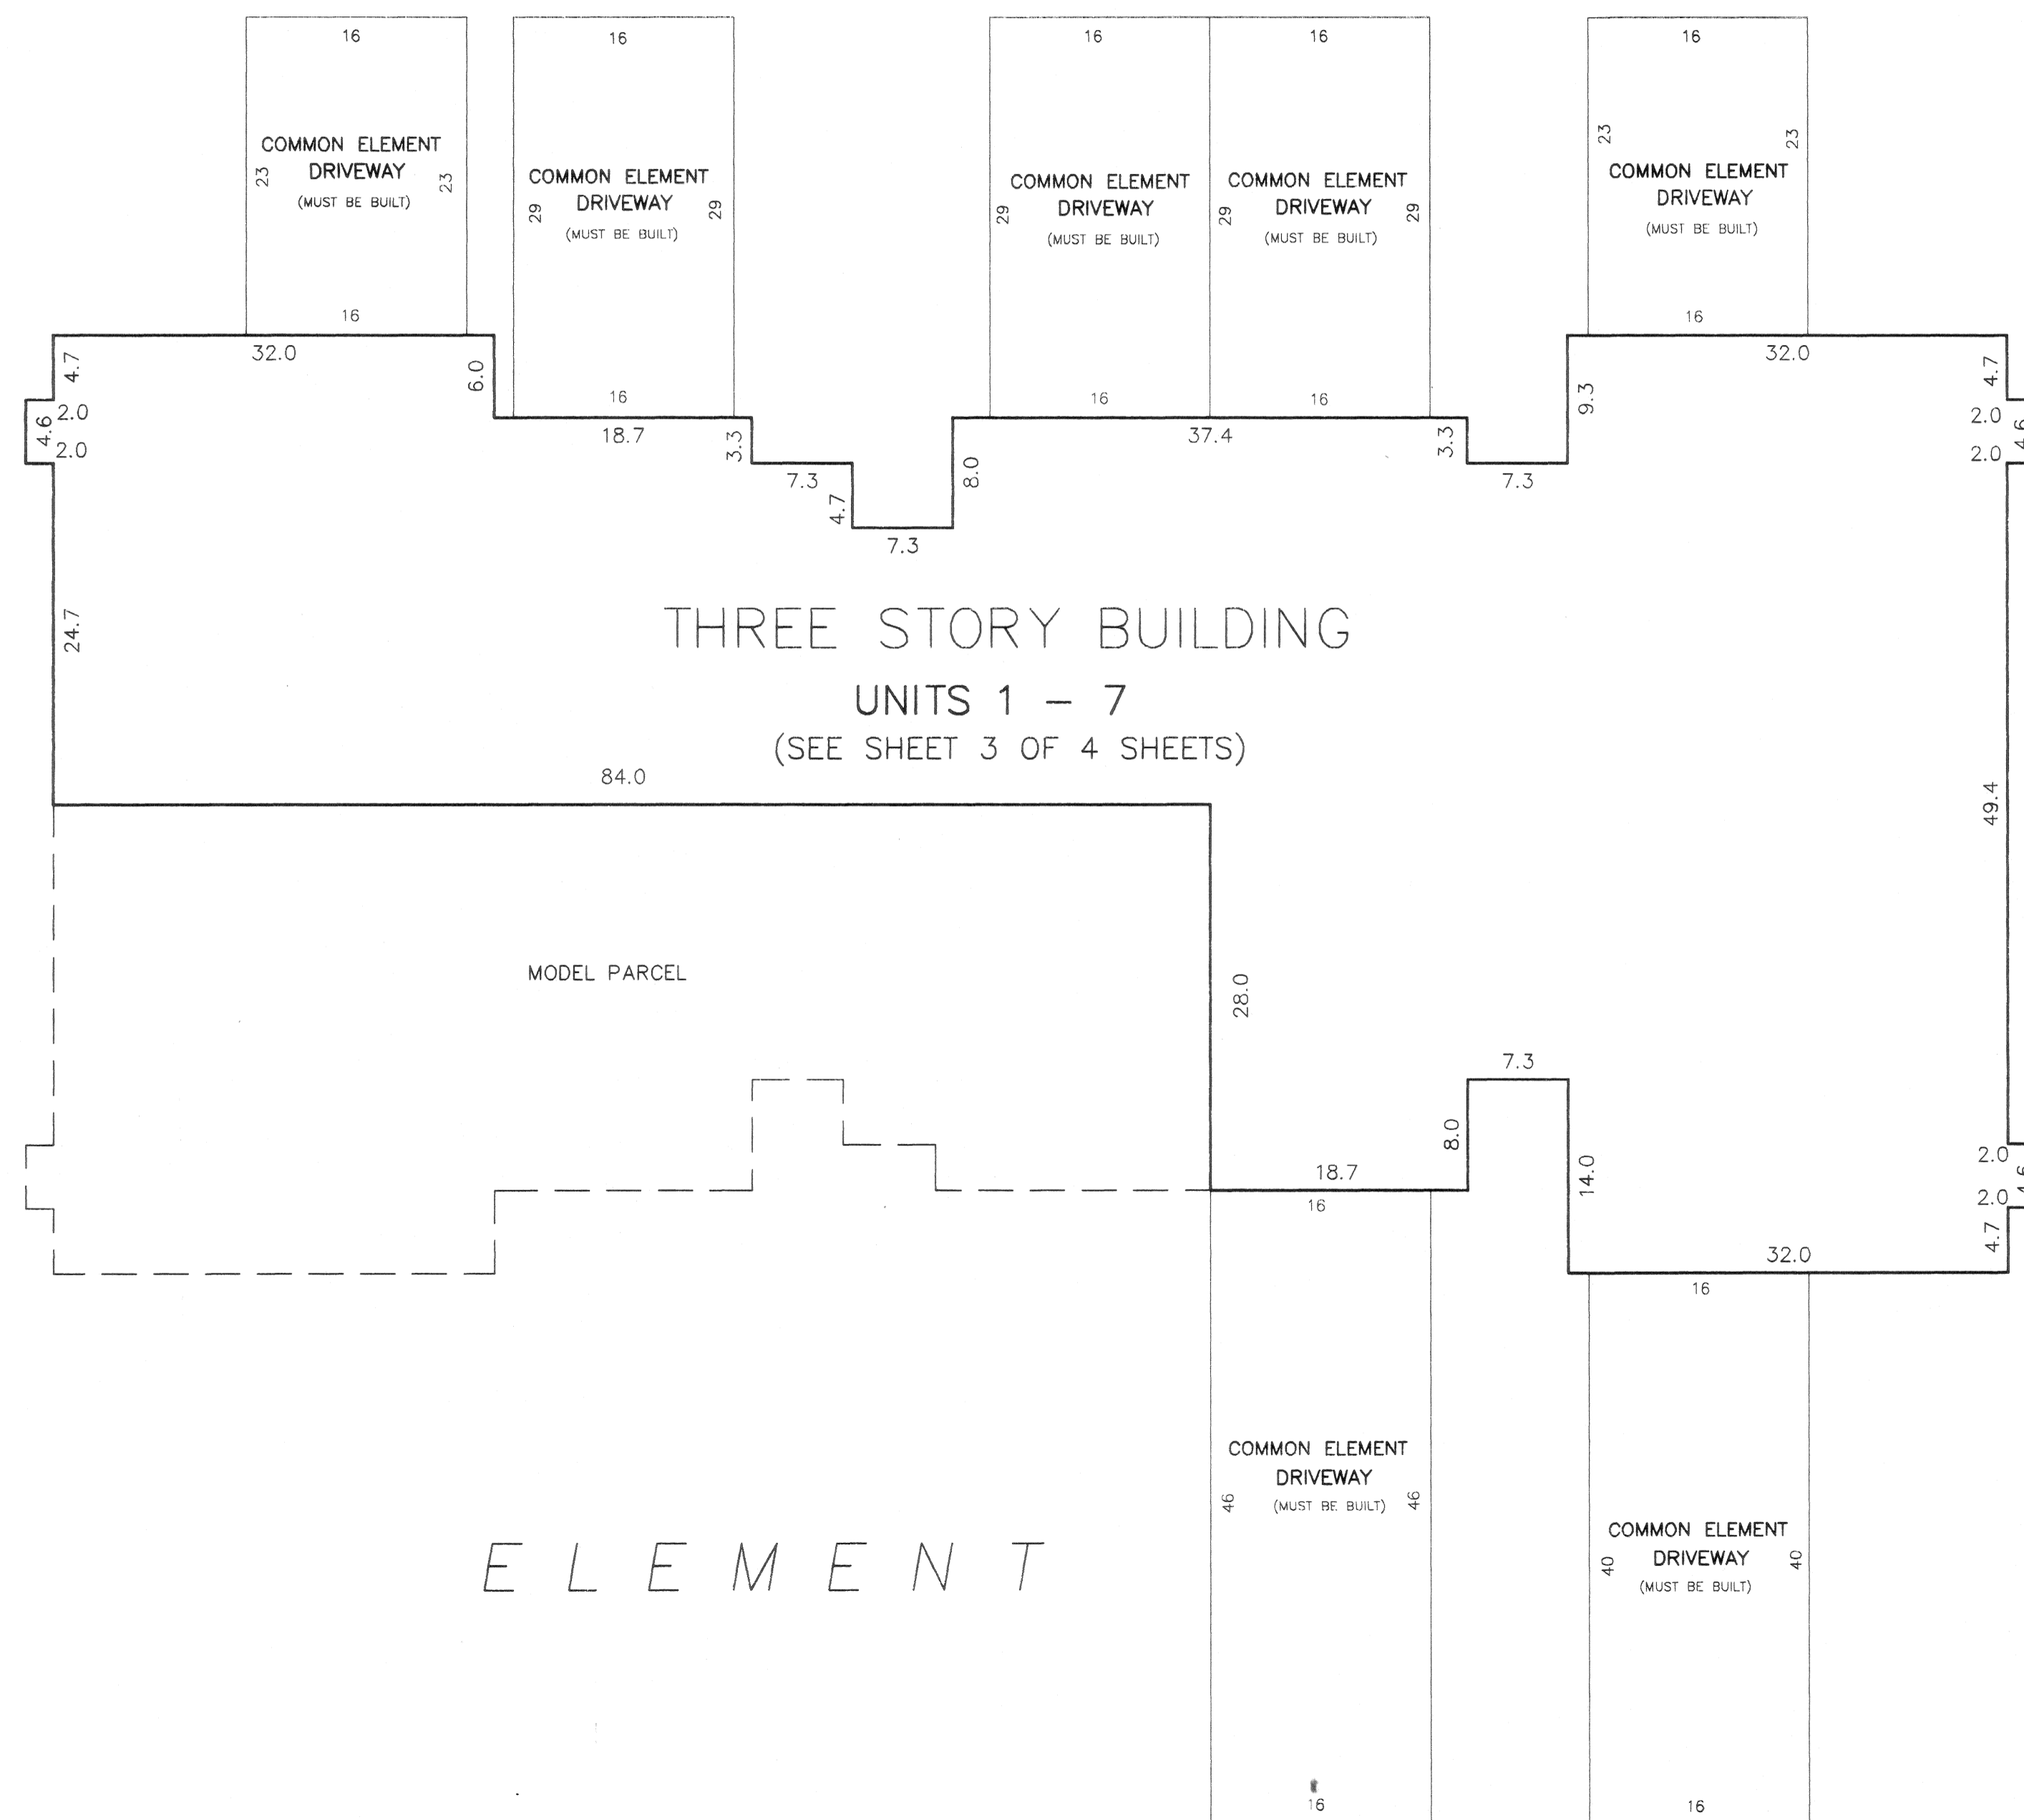 16
16
16
16
16
COMMON ELEMENT
DRIVEWAY
(MUST BE BUILT)
23
23
COMMON ELEMENT
DRIVEWAY
(MUST BE BUILT)
29
29
COMMON ELEMENT
DRIVEWAY
(MUST BE BUILT)
29
COMMON ELEMENT
DRIVEWAY
(MUST BE BUILT)
29
29
COMMON ELEMENT
DRIVEWAY
(MUST BE BUILT)
23
23
16
16
16
16
16
32.0
4.7
6.0
2.0
4.6
2.0
18.7
3.3
7.3
4.7
7.3
8.0
37.4
3.3
7.3
9.3
32.0
4.7
2.0
4.6
2.0
24.7
THREE STORY BUILDING
UNITS 1 – 7
(SEE SHEET 3 OF 4 SHEETS)
84.0
49.4
MODEL PARCEL
28.0
7.3
8.0
18.7
16
14.0
2.0
4.6
2.0
4.7
32.0
16
COMMON ELEMENT
DRIVEWAY
(MUST BE BUILT)
46
46
COMMON ELEMENT
DRIVEWAY
(MUST BE BUILT)
40
40
ELEMENT
16
16